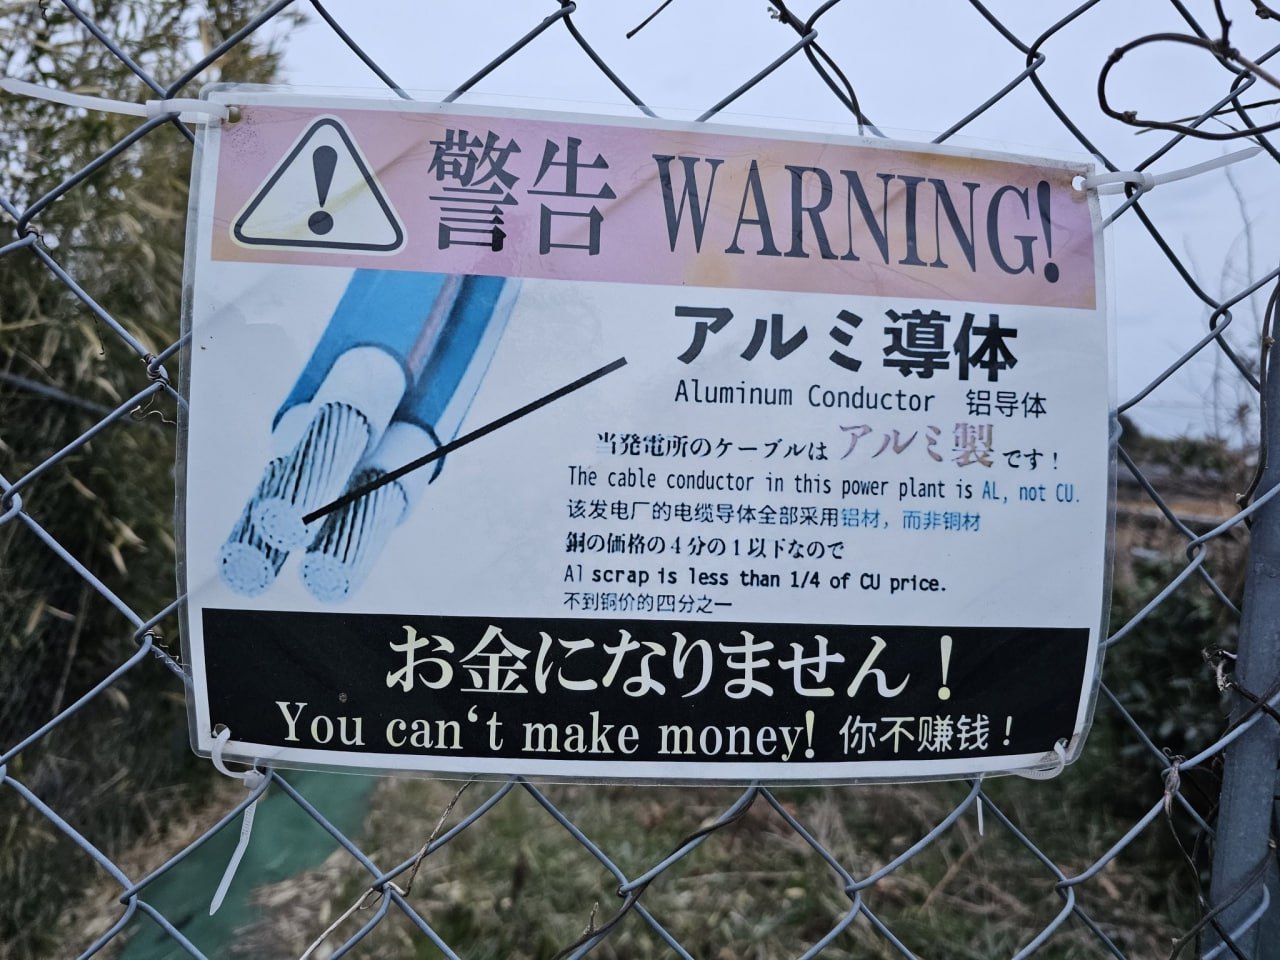 警告 WARNING!
アルミ導体
Aluminum Conductor 铝导体
当発電所のケーブルはアルミ製です！
The cable conductor in this power plant is AL, not CU.
该发电厂的电缆导体全部采用铝材，而非铜材
銅の価格の４分の１以下なので
Al scrap is less than 1/4 of CU price.
不到铜价的四分之一
お金になりません！
You can‘t make money! 你不赚钱！